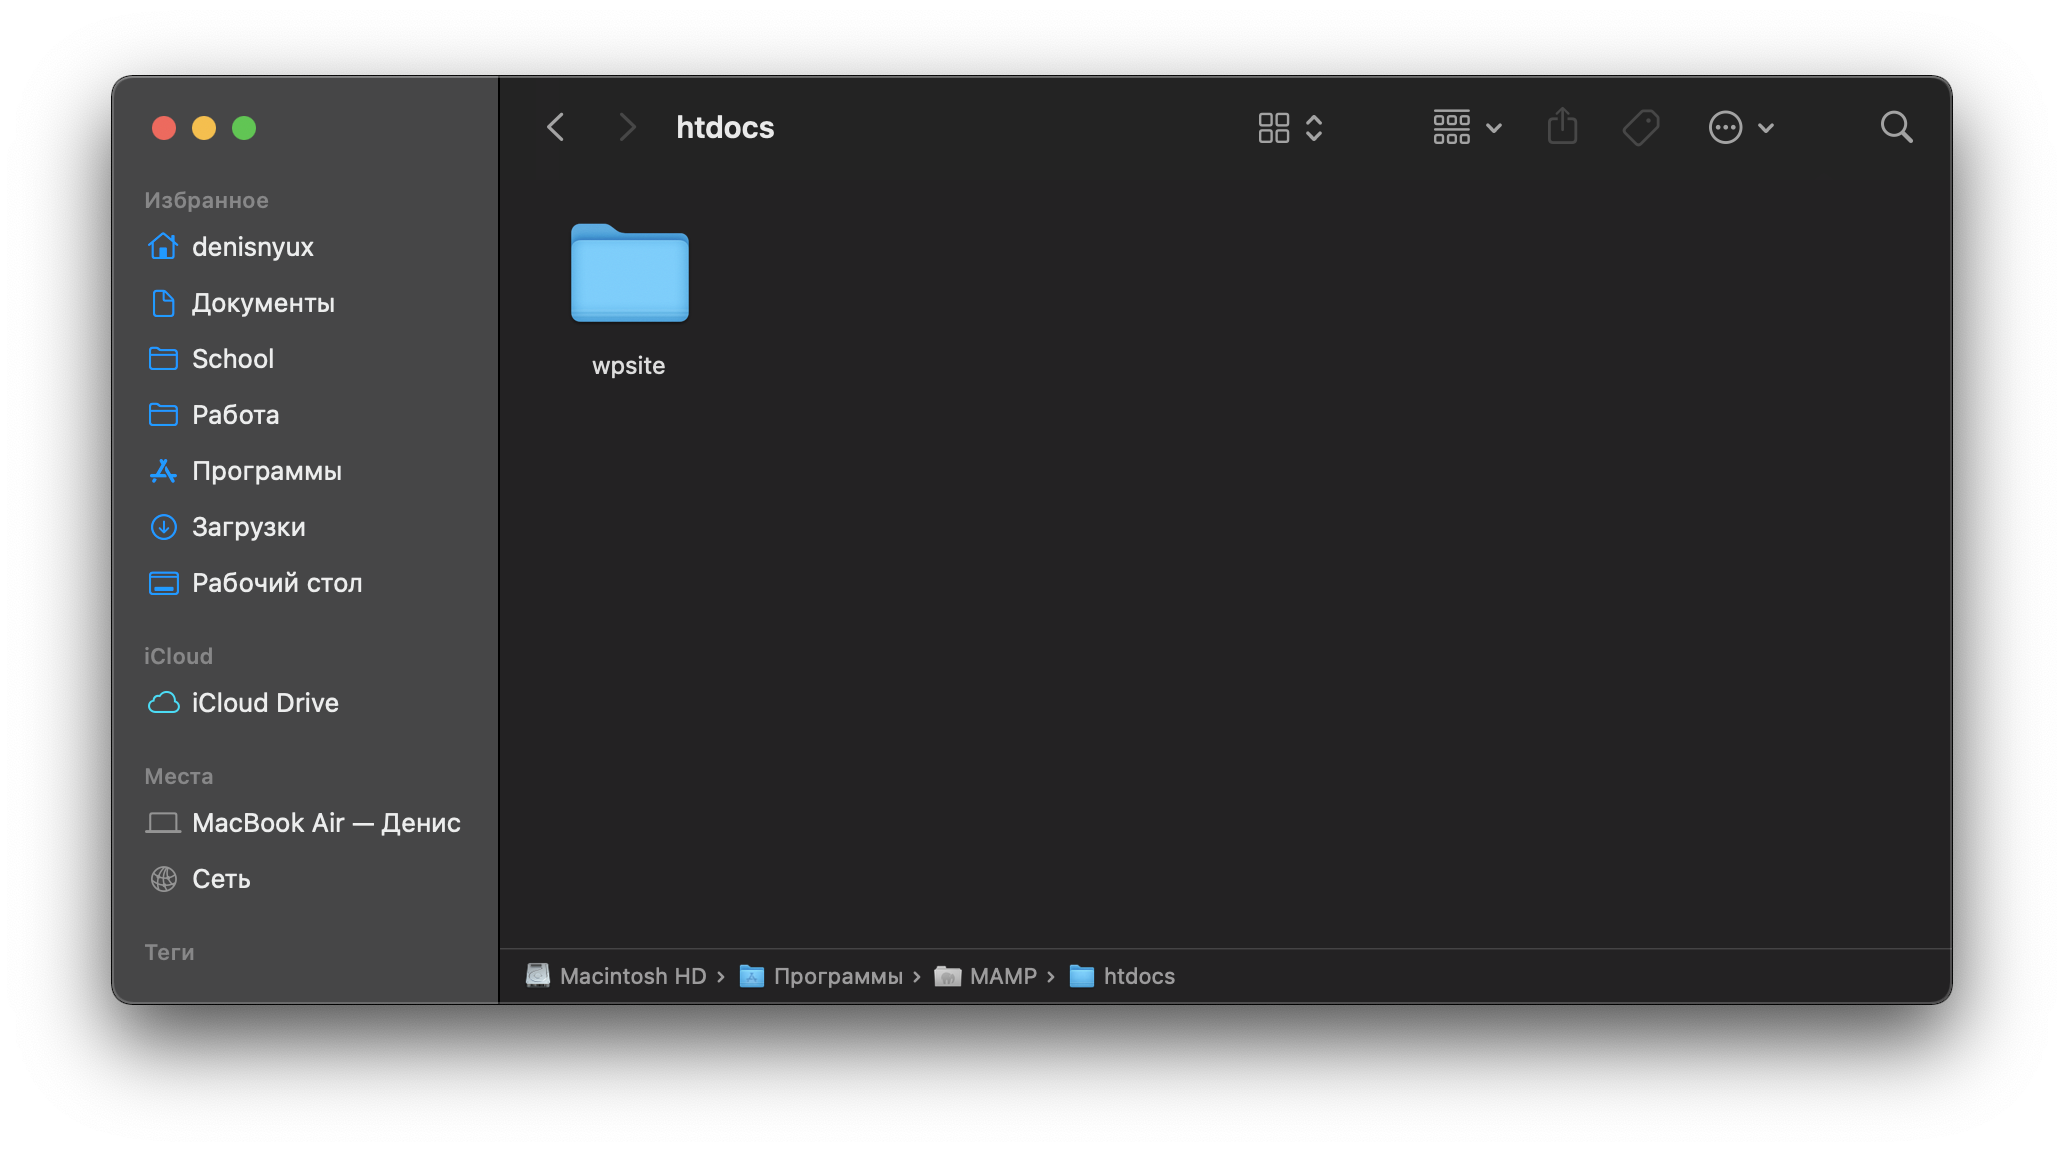 htdocs
Избранное
denisnyux
Документы
School
Работа
Программы
Загрузки
Рабочий стол
iCloud
iCloud Drive
Места
MacBook Air — Денис
Сеть
Теги
wpsite
Macintosh HD › Программы › MAMP › htdocs